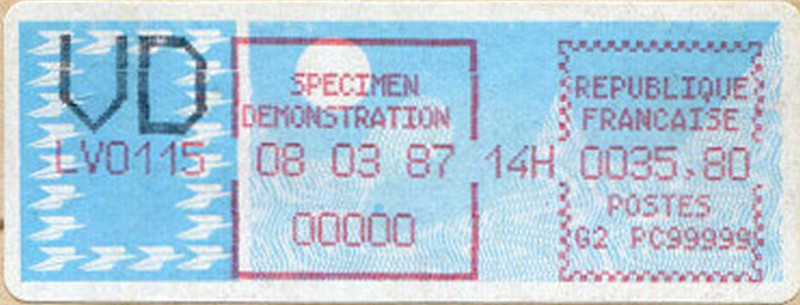 VD
LV0115
SPECIMEN
DEMONSTRATION
08 03 87 14H
00000
REPUBLIQUE
FRANCAISE
0035,80
POSTES
G2 PC99999